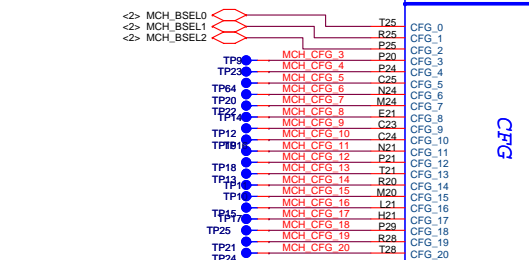 <2> MCH_BSEL0 T25 CFG_0
<2> MCH_BSEL1 R25 CFG_1
<2> MCH_BSEL2 P25 CFG_2
TP9 MCH_CFG_3 P20 CFG_3
TP23 MCH_CFG_4 P24 CFG_4
MCH_CFG_5 C25 CFG_5
TP64 MCH_CFG_6 N24 CFG_6
TP20 MCH_CFG_7 M24 CFG_7
TP22 MCH_CFG_8 E21 CFG_8
TP14 MCH_CFG_9 C23 CFG_9
TP12 MCH_CFG_10 C24 CFG_10
MCH_CFG_11 N21 CFG_11
MCH_CFG_12 P21 CFG_12
TP18 MCH_CFG_13 T21 CFG_13
TP13 MCH_CFG_14 R20 CFG_14
MCH_CFG_15 M20 CFG_15
MCH_CFG_16 L21 CFG_16
TP15 TP17 MCH_CFG_17 H21 CFG_17
TP25 MCH_CFG_18 P29 CFG_18
MCH_CFG_19 R28 CFG_19
TP21 MCH_CFG_20 T28 CFG_20
TP24
CFG